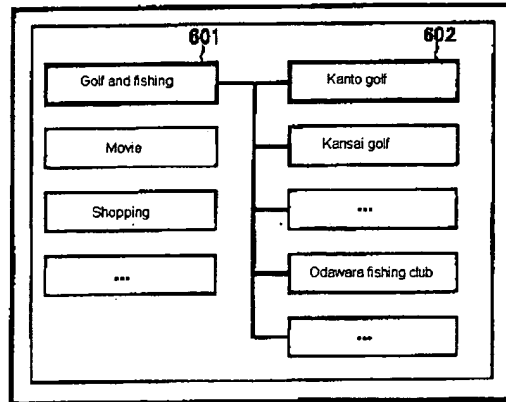 601
602
Golf and fishing
Kanto golf
Movie
Kansai golf
Shopping
...
...
Odawara fishing club
...